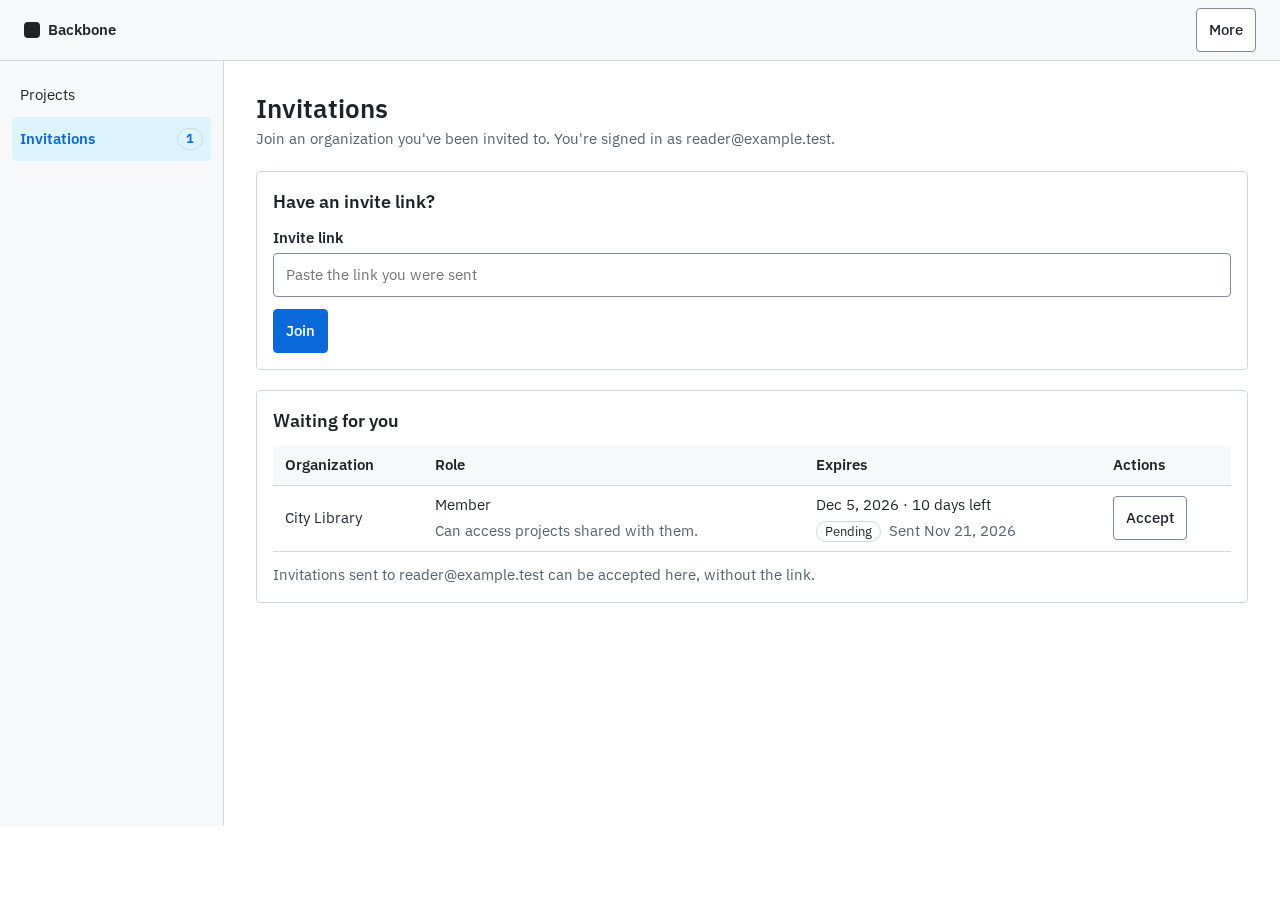 Backbone
More
Projects
Invitations 1
Invitations
Join an organization you've been invited to. You're signed in as reader@example.test.
Have an invite link?
Invite link
Paste the link you were sent
Join
Waiting for you
Organization Role Expires Actions
City Library
Member
Can access projects shared with them.
Dec 5, 2026 · 10 days left
Pending Sent Nov 21, 2026
Accept
Invitations sent to reader@example.test can be accepted here, without the link.